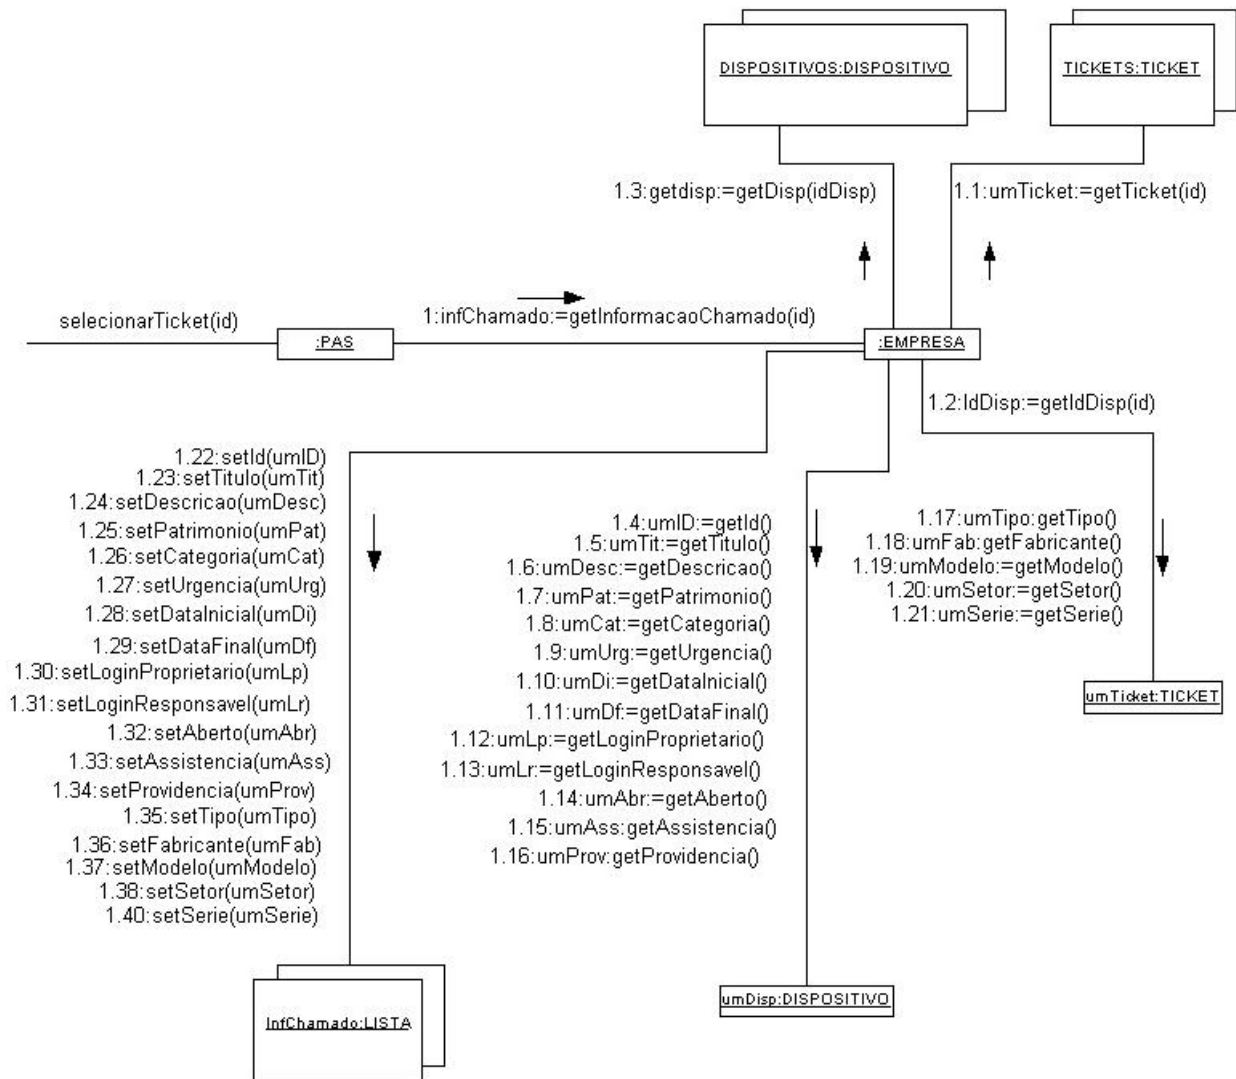 DISPOSITIVOS:DISPOSITIVO
TICKETS:TICKET
1.3:getdisp:=getDisp(idDisp)
1.1:umTicket:=getTicket(id)
selecionarTicket(id)
1:infChamado:=getInformacaoChamado(id)
:PAS
:EMPRESA
1.2:IdDisp:=getIdDisp(id)
1.22:setId(umID)
1.23:setTitulo(umTit)
1.24:setDescricao(umDesc)
1.25:setPatrimonio(umPat)
1.26:setCategoria(umCat)
1.27:setUrgencia(umUrg)
1.28:setDataInicial(umDi)
1.29:setDataFinal(umDf)
1.30:setLoginProprietario(umLp)
1.31:setLoginResponsavel(umLr)
1.32:setAberto(umAbr)
1.33:setAssistencia(umAss)
1.34:setProvidencia(umProv)
1.35:setTipo(umTipo)
1.36:setFabricante(umFab)
1.37:setModelo(umModelo)
1.38:setSetor(umSetor)
1.40:setSerie(umSerie)
1.4:umID:=getId()
1.5:umTit:=getTitulo()
1.6:umDesc:=getDescricao()
1.7:umPat:=getPatrimonio()
1.8:umCat:=getCategoria()
1.9:umUrg:=getUrgencia()
1.10:umDi:=getDataInicial()
1.11:umDf:=getDataFinal()
1.12:umLp:=getLoginProprietario()
1.13:umLr:=getLoginResponsavel()
1.14:umAbr:=getAberto()
1.15:umAss:getAssistencia()
1.16:umProv:getProvidencia()
1.17:umTipo:getTipo()
1.18:umFab:getFabricante()
1.19:umModelo:=getModelo()
1.20:umSetor:=getSetor()
1.21:umSerie:=getSerie()
umTicket:TICKET
umDisp:DISPOSITIVO
InfChamado:LISTA